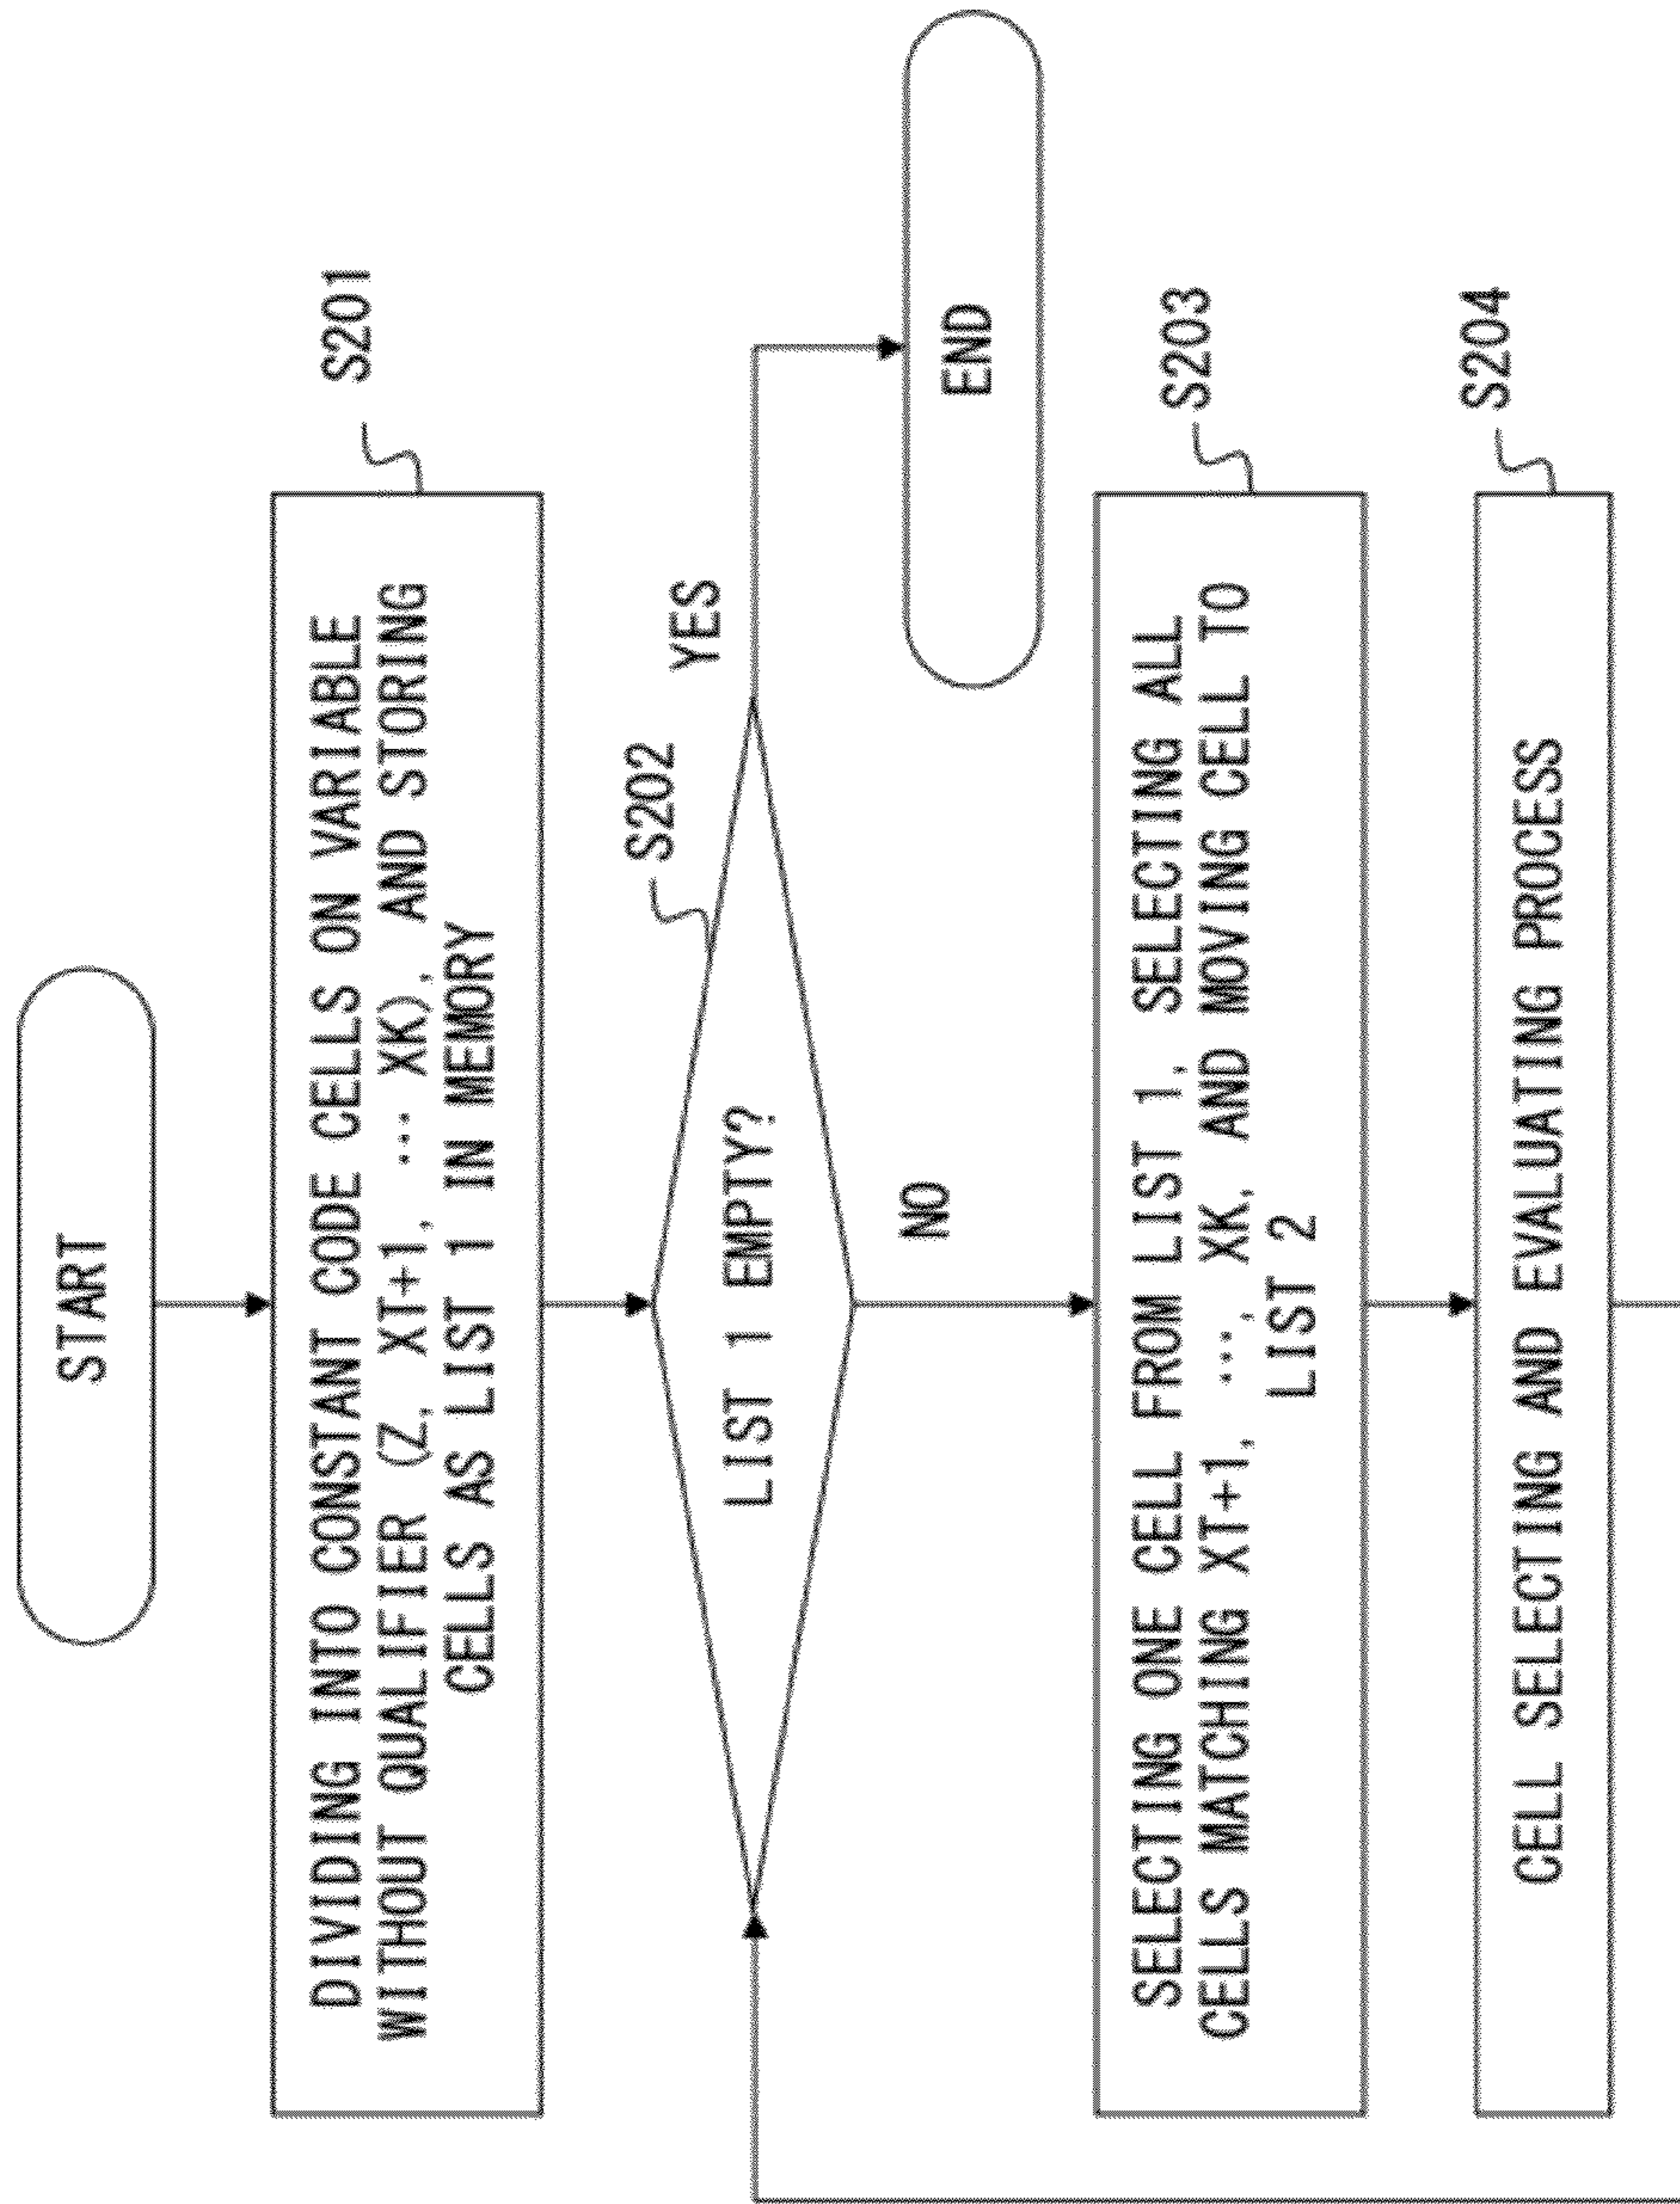 START
S201
DIVIDING INTO CONSTANT CODE CELLS ON VARIABLE
WITHOUT QUALIFIER (Z, XT+1, ··· XK), AND STORING
CELLS AS LIST 1 IN MEMORY
S202
YES
LIST 1 EMPTY?
NO
END
S203
SELECTING ONE CELL FROM LIST 1, SELECTING ALL
CELLS MATCHING XT+1, ···, XK, AND MOVING CELL TO
LIST 2
S204
CELL SELECTING AND EVALUATING PROCESS